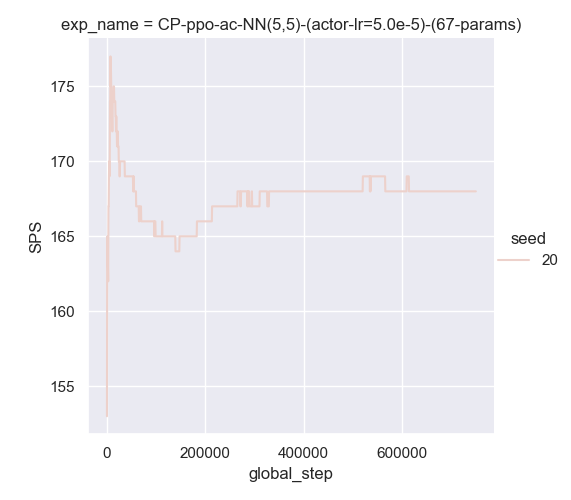 exp_name = CP-ppo-ac-NN(5,5)-(actor-lr=5.0e-5)-(67-params)
175
170
165
160
155
SPS
0
200000
400000
600000
global_step
seed
20